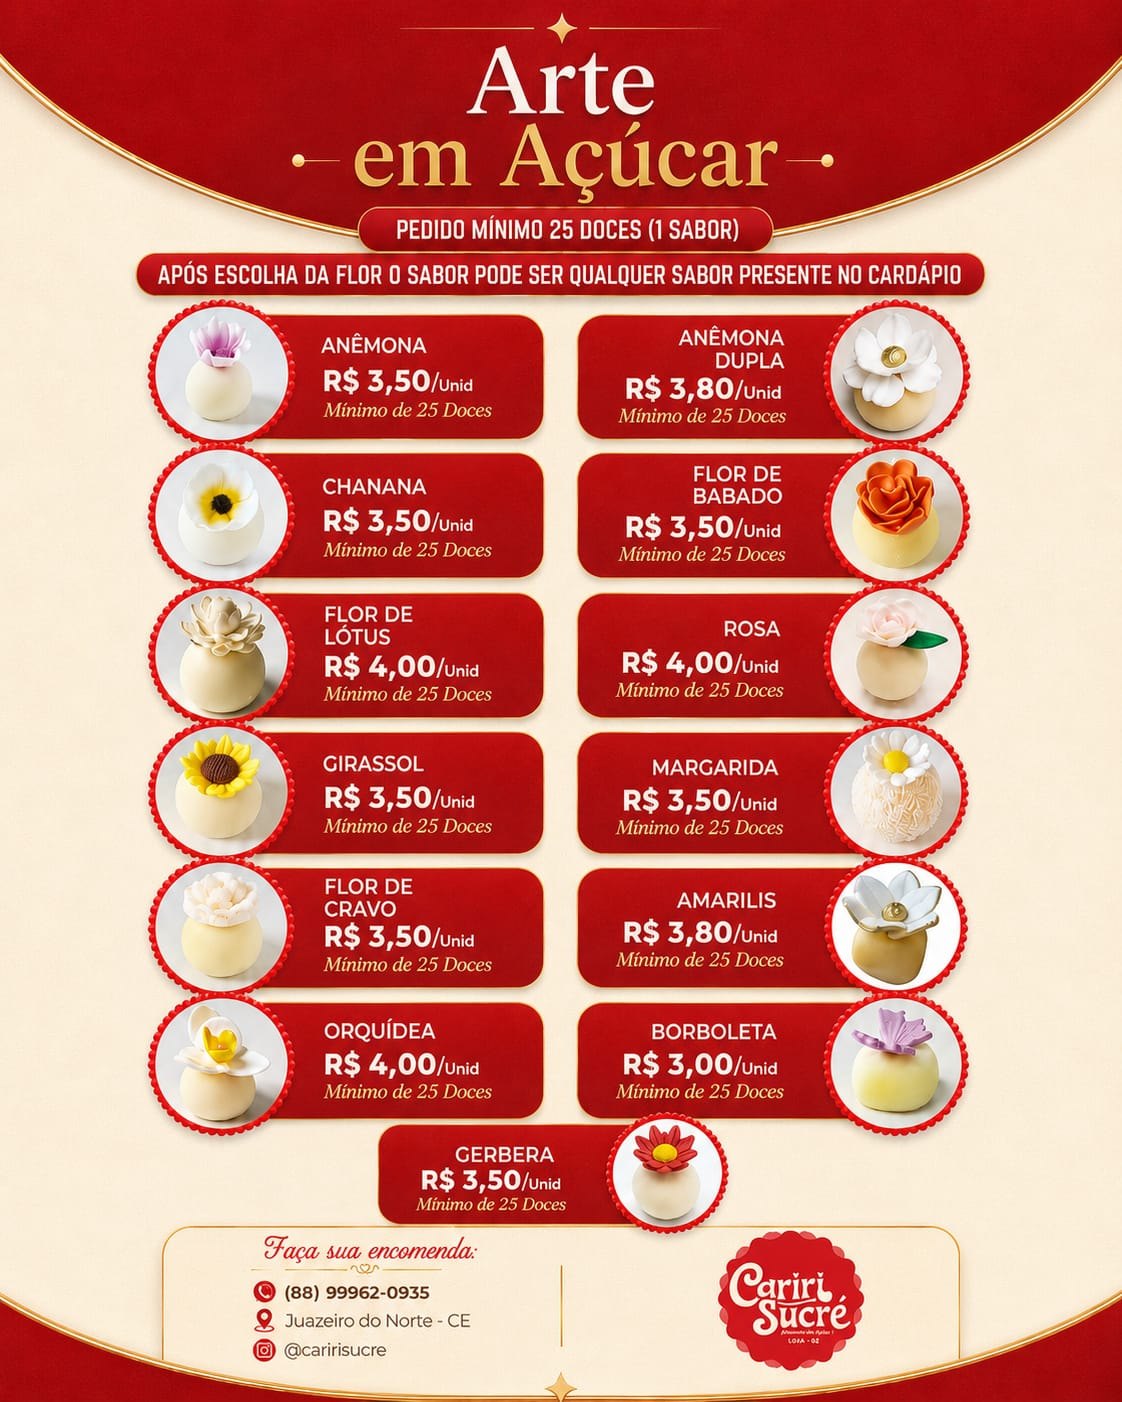 Arte
em Açúcar
PEDIDO MÍNIMO 25 DOCES (1 SABOR)
APÓS ESCOLHA DA FLOR O SABOR PODE SER QUALQUER SABOR PRESENTE NO CARDÁPIO
ANÊMONA
R$ 3,50/Unid
Mínimo de 25 Doces
ANÊMONA
DUPLA
R$ 3,80/Unid
Mínimo de 25 Doces
CHANANA
R$ 3,50/Unid
Mínimo de 25 Doces
FLOR DE
BABADO
R$ 3,50/Unid
Mínimo de 25 Doces
FLOR DE
LÓTUS
R$ 4,00/Unid
Mínimo de 25 Doces
ROSA
R$ 4,00/Unid
Mínimo de 25 Doces
GIRASSOL
R$ 3,50/Unid
Mínimo de 25 Doces
MARGARIDA
R$ 3,50/Unid
Mínimo de 25 Doces
FLOR DE
CRAVO
R$ 3,50/Unid
Mínimo de 25 Doces
AMARILIS
R$ 3,80/Unid
Mínimo de 25 Doces
ORQUÍDEA
R$ 4,00/Unid
Mínimo de 25 Doces
BORBOLETA
R$ 3,00/Unid
Mínimo de 25 Doces
GERBERA
R$ 3,50/Unid
Mínimo de 25 Doces
Faça sua encomenda:
(88) 99962-0935
Juazeiro do Norte - CE
@caririsucre
Cariri
Sucré
LOJA - 02